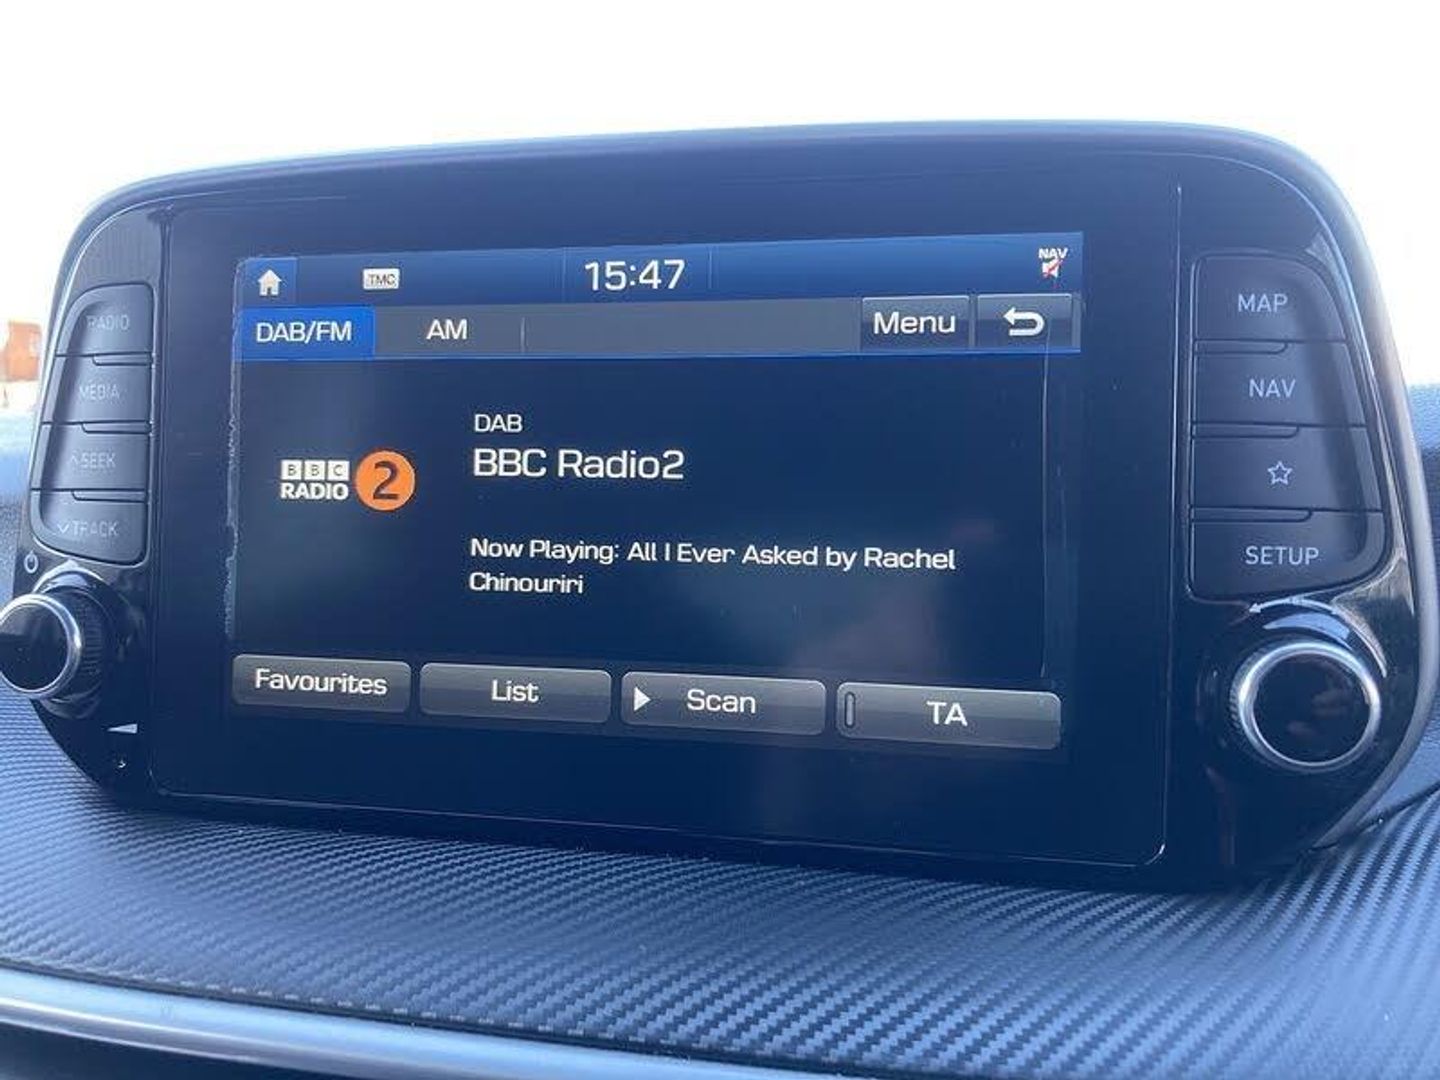 TMC
15:47
NAV
DAB/FM
AM
Menu
DAB
BBC Radio2
BBC
RADIO 2
Now Playing: All I Ever Asked by Rachel
Chinouriri
Favourites
List
Scan
TA
RADIO
MEDIA
SEEK
TRACK
MAP
NAV
SETUP